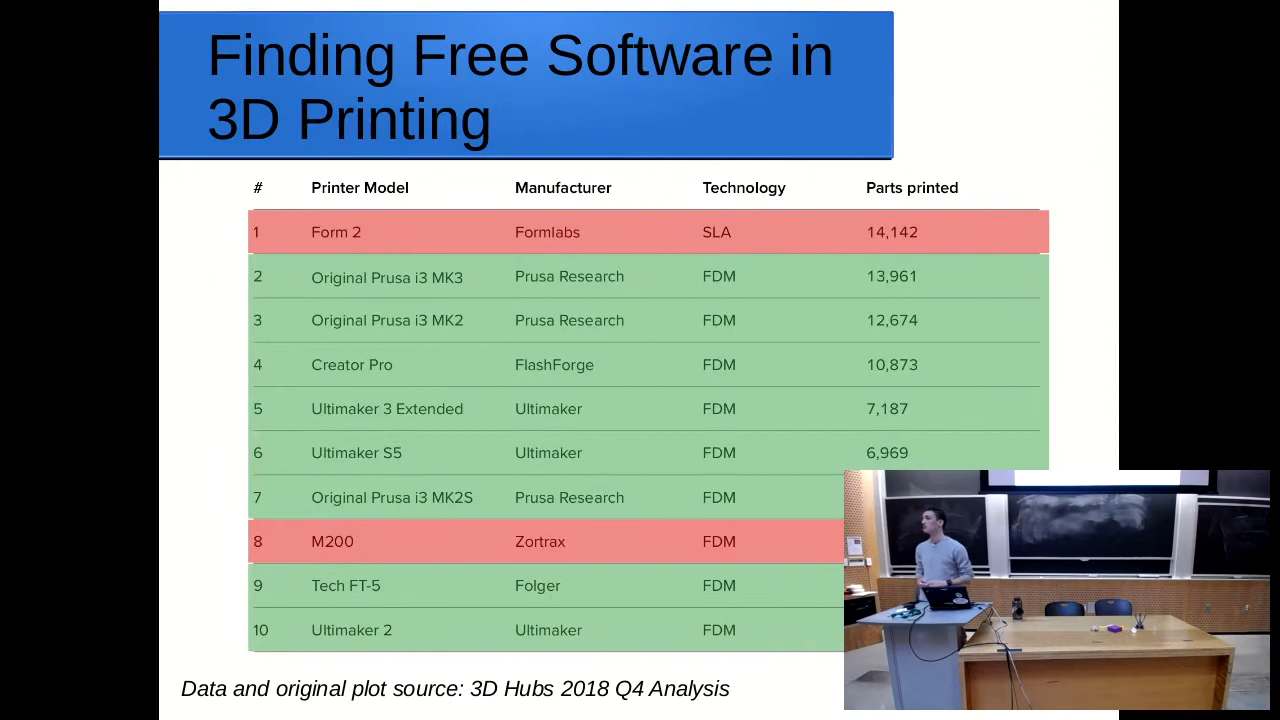 Finding Free Software in
3D Printing
# Printer Model Manufacturer Technology Parts printed
1 Form 2 Formlabs SLA 14,142
2 Original Prusa i3 MK3 Prusa Research FDM 13,961
3 Original Prusa i3 MK2 Prusa Research FDM 12,674
4 Creator Pro FlashForge FDM 10,873
5 Ultimaker 3 Extended Ultimaker FDM 7,187
6 Ultimaker S5 Ultimaker FDM 6,969
7 Original Prusa i3 MK2S Prusa Research FDM
8 M200 Zortrax FDM
9 Tech FT-5 Folger FDM
10 Ultimaker 2 Ultimaker FDM
Data and original plot source: 3D Hubs 2018 Q4 Analysis